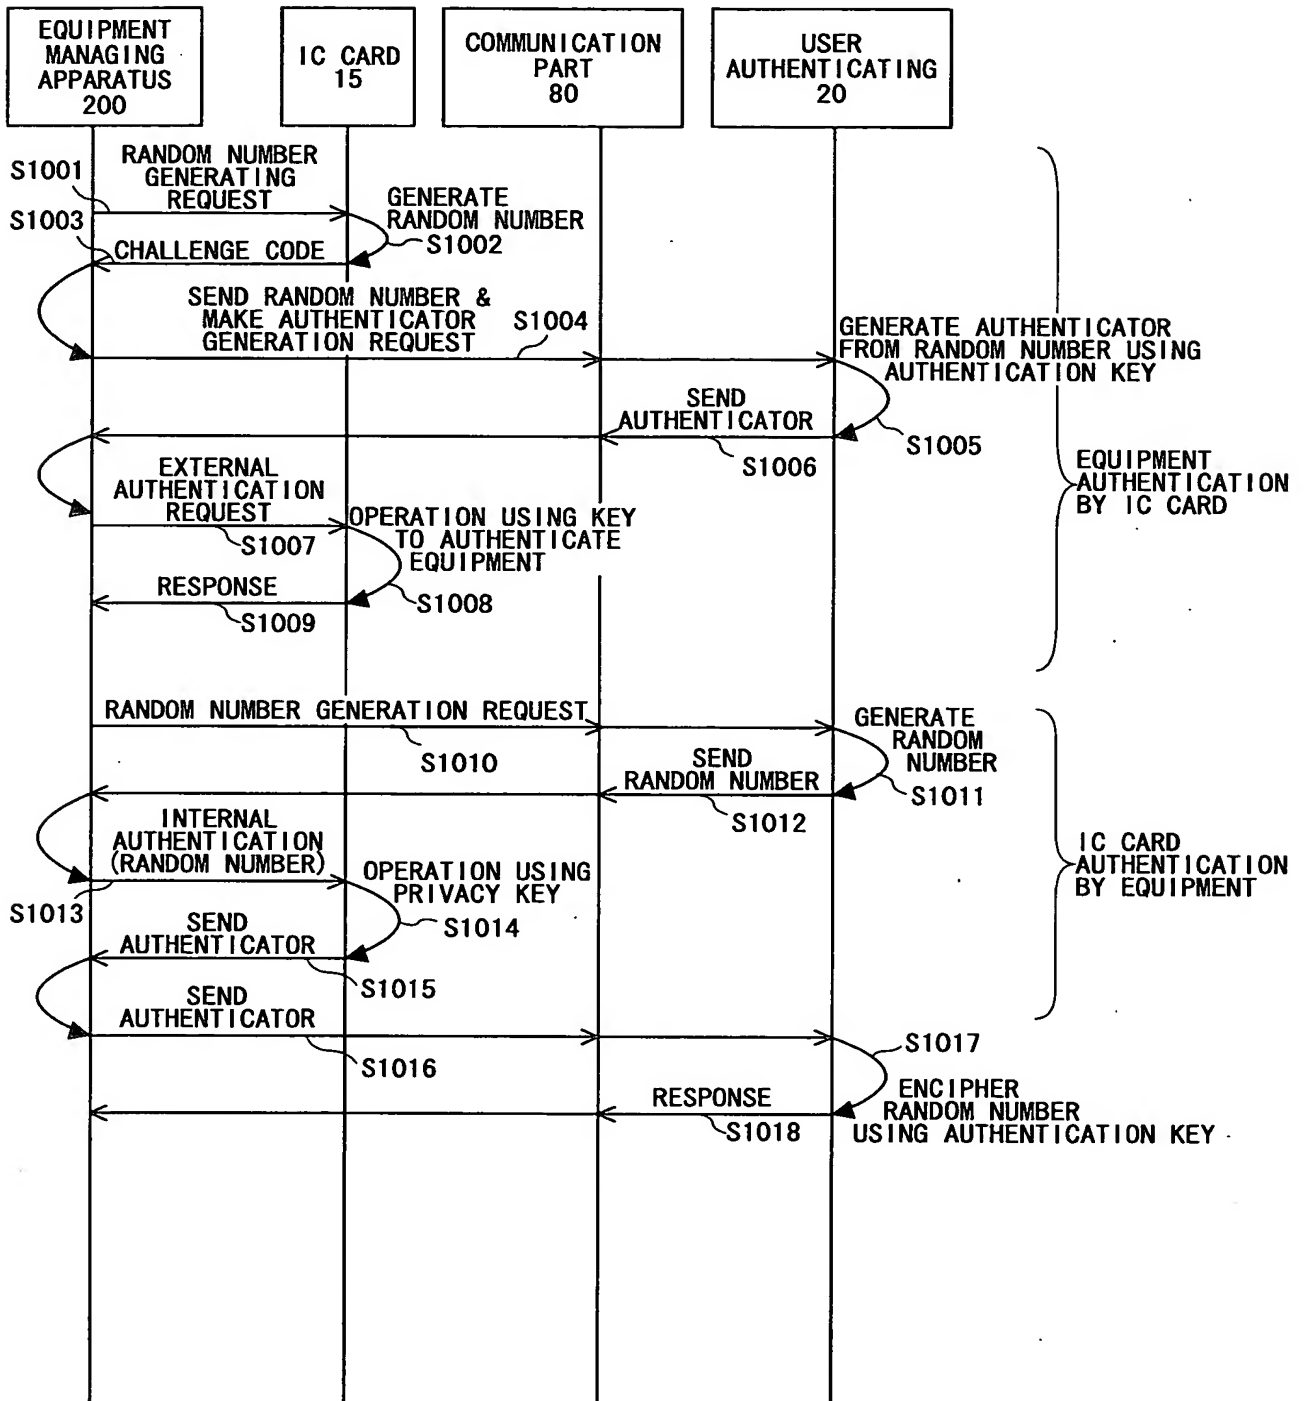 EQUIPMENT
MANAGING
APPARATUS
200
IC CARD
15
COMMUNICATION
PART
80
USER
AUTHENTICATING
20
S1001
RANDOM NUMBER
GENERATING
REQUEST
GENERATE
RANDOM NUMBER
S1002
S1003
CHALLENGE CODE
SEND RANDOM NUMBER &
MAKE AUTHENTICATOR
GENERATION REQUEST
S1004
GENERATE AUTHENTICATOR
FROM RANDOM NUMBER USING
AUTHENTICATION KEY
SEND
AUTHENTICATOR
S1005
S1006
EQUIPMENT
AUTHENTICATION
BY IC CARD
EXTERNAL
AUTHENTICATION
REQUEST
S1007
OPERATION USING KEY
TO AUTHENTICATE
EQUIPMENT
S1008
RESPONSE
S1009
RANDOM NUMBER GENERATION REQUEST
S1010
GENERATE
RANDOM
NUMBER
S1011
SEND
RANDOM NUMBER
S1012
INTERNAL
AUTHENTICATION
(RANDOM NUMBER)
S1013
OPERATION USING
PRIVACY KEY
S1014
IC CARD
AUTHENTICATION
BY EQUIPMENT
SEND
AUTHENTICATOR
S1015
SEND
AUTHENTICATOR
S1016
S1017
ENCIPHER
RANDOM NUMBER
USING AUTHENTICATION KEY
RESPONSE
S1018